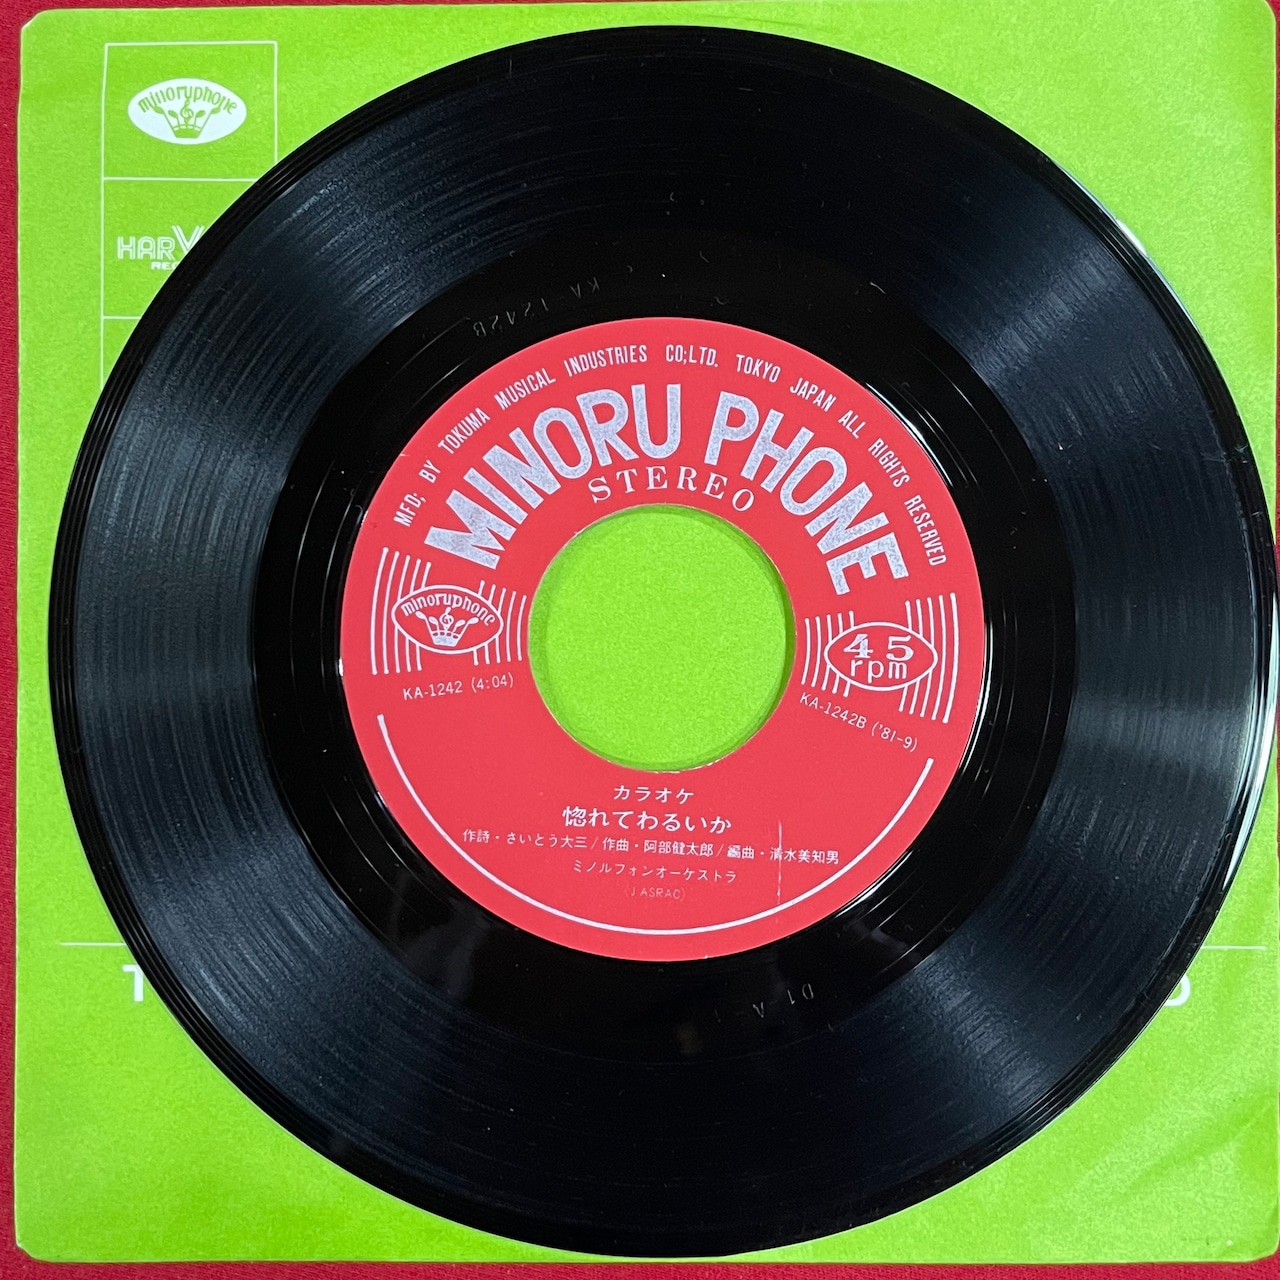 minoruphone
HARV
KA-1242B
MFD; BY TOKUMA MUSICAL INDUSTRIES CO;LTD. TOKYO JAPAN ALL RIGHTS RESERVED
MINORU PHONE
STEREO
minoruphone
45
rpm
KA-1242 (4:04)
KA-1242B ('81-9)
カラオケ
惚れてわるいか
作詩・さいとう大三/作曲・阿部健太郎/編曲・清水美知男
ミノルフォンオーケストラ
(JASRAC)
T